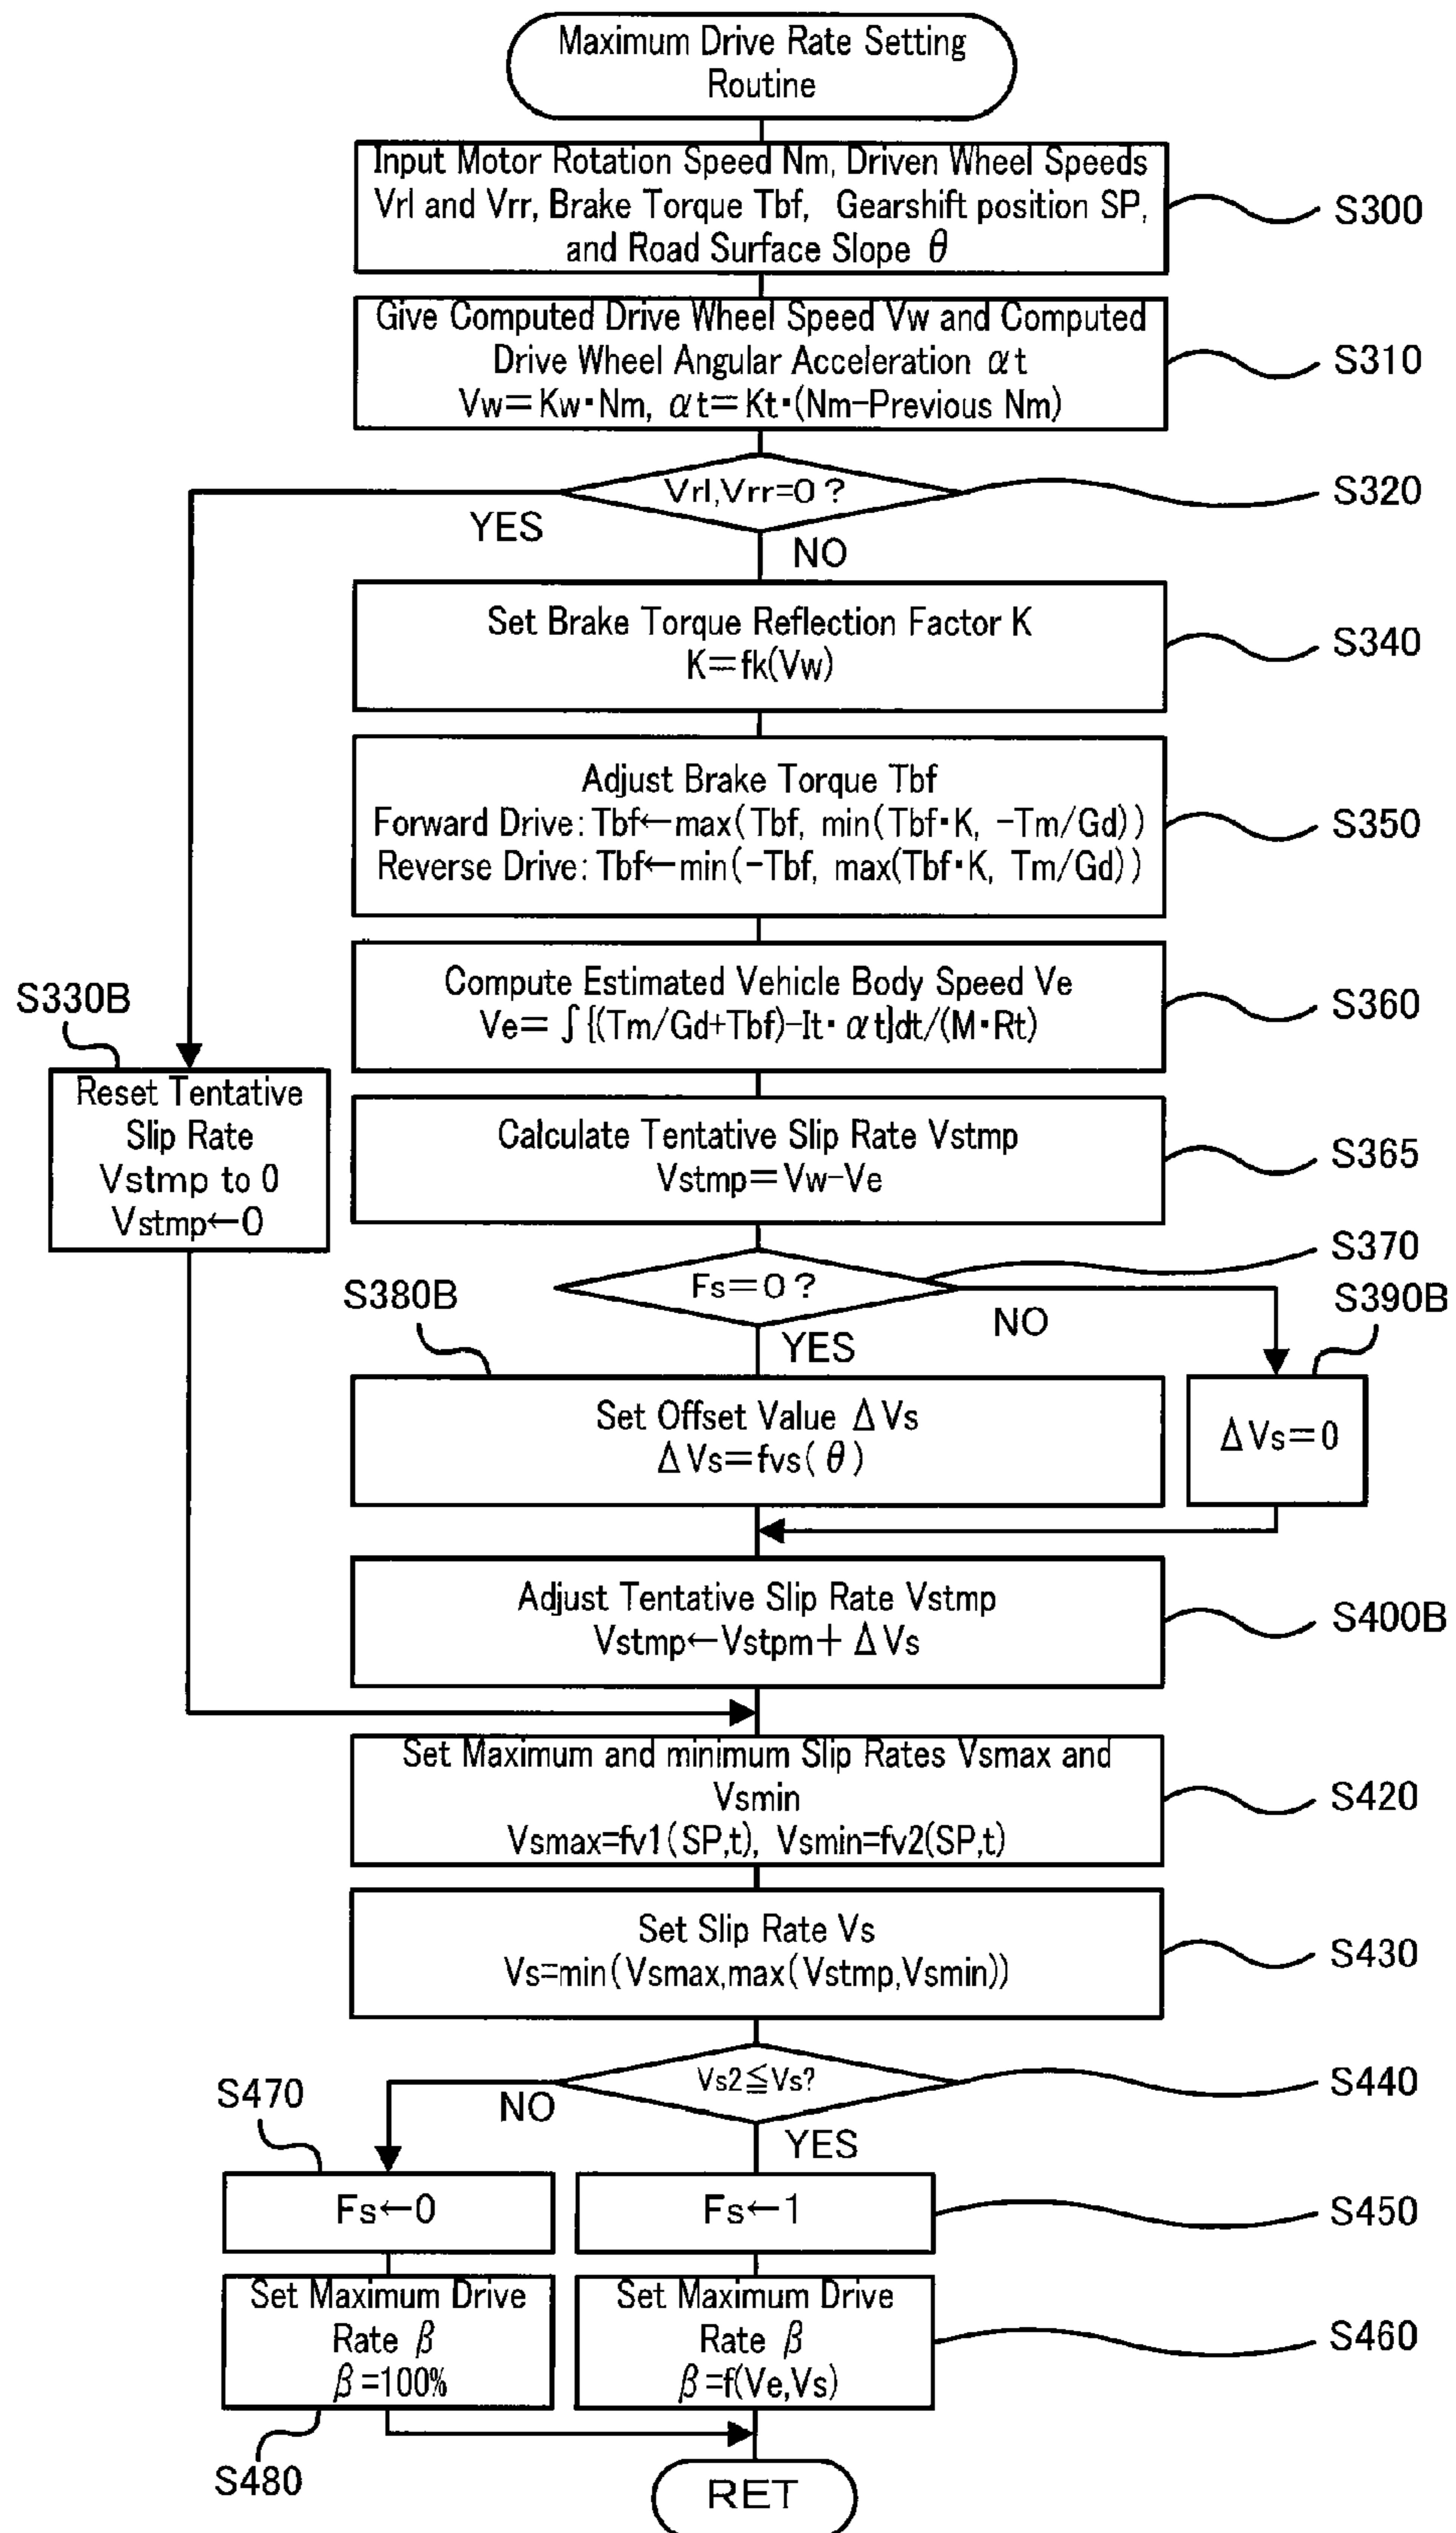 Maximum Drive Rate Setting
Routine
Input Motor Rotation Speed Nm, Driven Wheel Speeds
Vrl and Vrr, Brake Torque Tbf, Gearshift position SP,
and Road Surface Slope θ
S300
Give Computed Drive Wheel Speed Vw and Computed
Drive Wheel Angular Acceleration αt
Vw=Kw・Nm, αt=Kt・(Nm-Previous Nm)
S310
Vrl,Vrr=0?
S320
YES
NO
Set Brake Torque Reflection Factor K
K=fk(Vw)
S340
Adjust Brake Torque Tbf
Forward Drive: Tbf←max(Tbf, min(Tbf・K, -Tm/Gd))
Reverse Drive: Tbf←min(-Tbf, max(Tbf・K, Tm/Gd))
S350
Compute Estimated Vehicle Body Speed Ve
Ve=∫{(Tm/Gd+Tbf)-It・αt}dt/(M・Rt)
S360
S330B
Reset Tentative
Slip Rate
Vstmp to 0
Vstmp←0
Calculate Tentative Slip Rate Vstmp
Vstmp=Vw-Ve
S365
Fs=0?
S370
S380B
YES
NO
S390B
Set Offset Value ΔVs
ΔVs=fvs(θ)
ΔVs=0
Adjust Tentative Slip Rate Vstmp
Vstmp←Vstpm+ΔVs
S400B
Set Maximum and minimum Slip Rates Vsmax and
Vsmin
Vsmax=fv1(SP,t), Vsmin=fv2(SP,t)
S420
Set Slip Rate Vs
Vs=min(Vsmax,max(Vstmp,Vsmin))
S430
Vs2≦Vs?
S440
S470
NO
YES
Fs←0
Fs←1
S450
Set Maximum Drive
Rate β
β=100%
Set Maximum Drive
Rate β
β=f(Ve,Vs)
S460
S480
RET